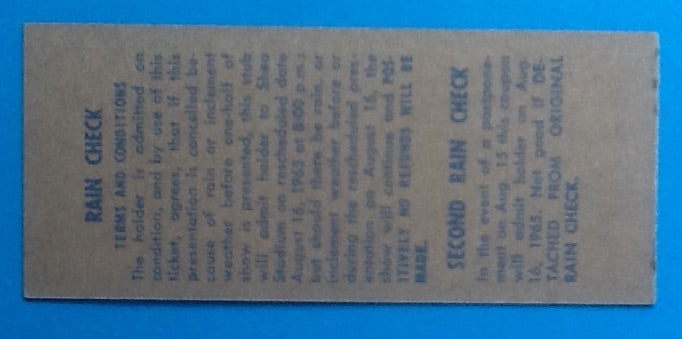 RAIN CHECK
TERMS AND CONDITIONS
The holder is admitted on
condition, and by use of this
ticket, agrees, that if this
presentation is cancelled be-
cause of rain or inclement
weather before one-half of
show is presented, this stub
will admit holder to Shea
Stadium on rescheduled date
August 16, 1965 at 8:00 p.m.;
but should there be rain, or
inclement weather before or
during the rescheduled pres-
entation on August 16, the
show will continue and POS-
ITIVELY NO REFUNDS WILL BE
MADE.
SECOND RAIN CHECK
In the event of a postpone-
ment on Aug. 15 this coupon
will admit holder on Aug.
16, 1965. Not good if DE-
TACHED FROM ORIGINAL
RAIN CHECK.